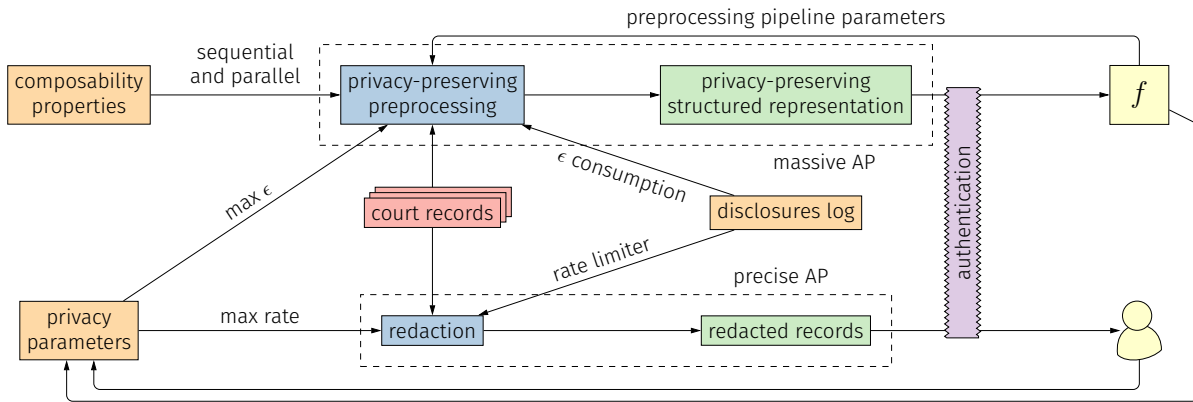 preprocessing pipeline parameters
sequential
and parallel
composability
properties
privacy-preserving
preprocessing
privacy-preserving
structured representation
f
massive AP
ϵ consumption
max ϵ
court records
disclosures log
authentication
rate limiter
precise AP
privacy
parameters
max rate
redaction
redacted records